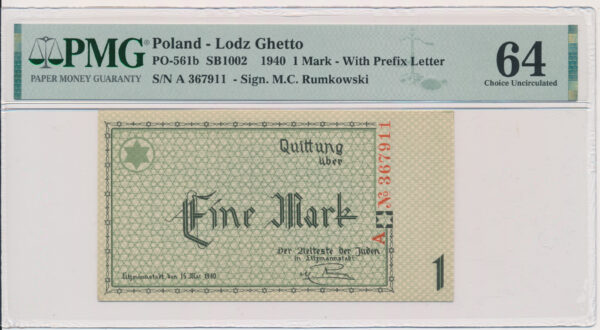 PMG
PAPER MONEY GUARANTY
Poland - Lodz Ghetto
PO-561b SB1002 1940 1 Mark - With Prefix Letter
S/N A 367911 - Sign. M.C. Rumkowski
64
Choice Uncirculated
Quittung
über
Eine Mark
Der Aelteste der Juden
in Litzmannstadt
Litzmannstadt, den 15. Mai 1940
A № 367911
1